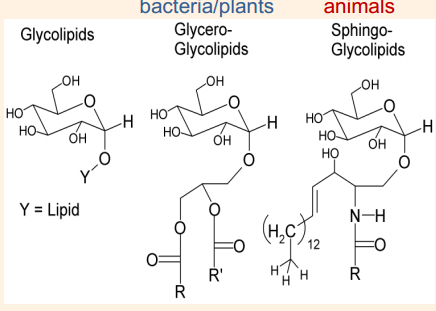 bacteria/plants animals
Glycolipids
Glycero-
Glycolipids
Sphingo-
Glycolipids
OH
O
HO
HO
OH
H
O
Y
Y = Lipid
OH
O
HO
HO
OH
H
O
O
O
O
O
R
R'
OH
O
HO
HO
OH
H
O
HO
N–H
(H₂C)₁₂
O
H
H
H
R